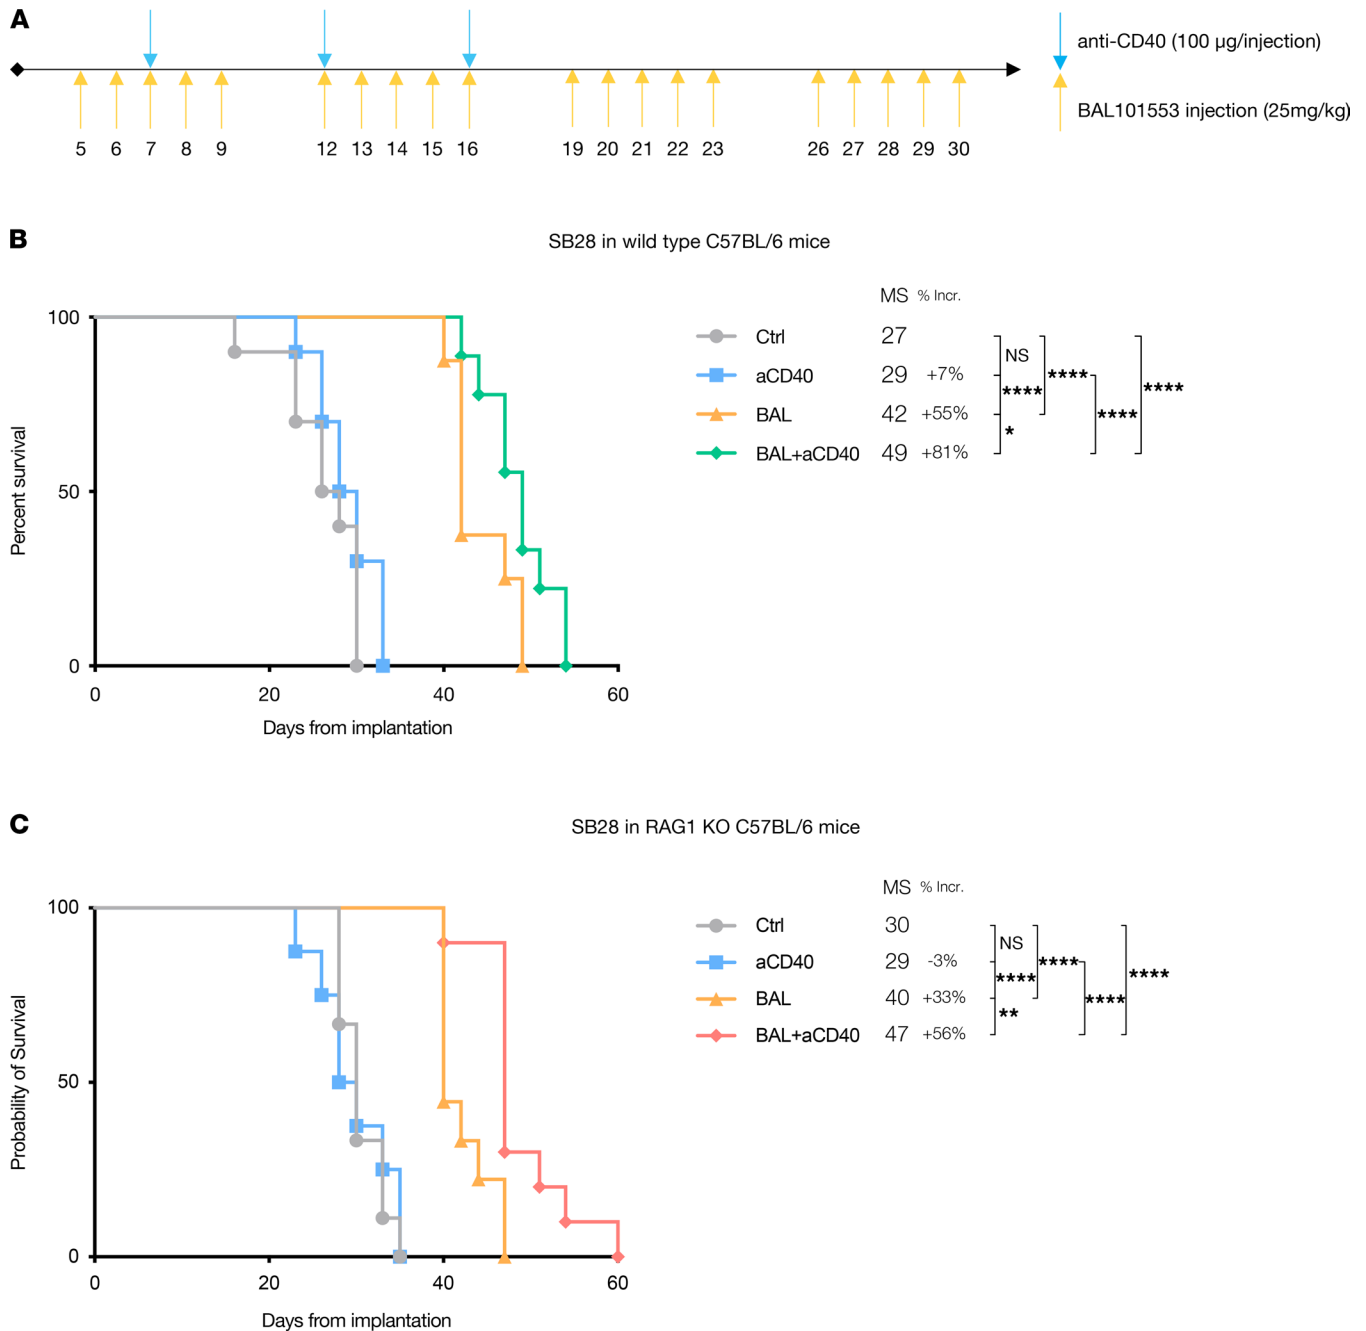 A
anti-CD40 (100 µg/injection)
BAL101553 injection (25mg/kg)
5 6 7 8 9 12 13 14 15 16 19 20 21 22 23 26 27 28 29 30
B
SB28 in wild type C57BL/6 mice
MS % Incr.
Ctrl 27
NS
aCD40 29 +7% **** ****
****
BAL 42 +55% ****
*
BAL+aCD40 49 +81%
Percent survival
100
50
0
0 20 40 60
Days from implantation
C
SB28 in RAG1 KO C57BL/6 mice
MS % Incr.
Ctrl 30
NS
aCD40 29 -3% **** ****
****
BAL 40 +33% ****
**
BAL+aCD40 47 +56%
Probability of Survival
100
50
0
0 20 40 60
Days from implantation